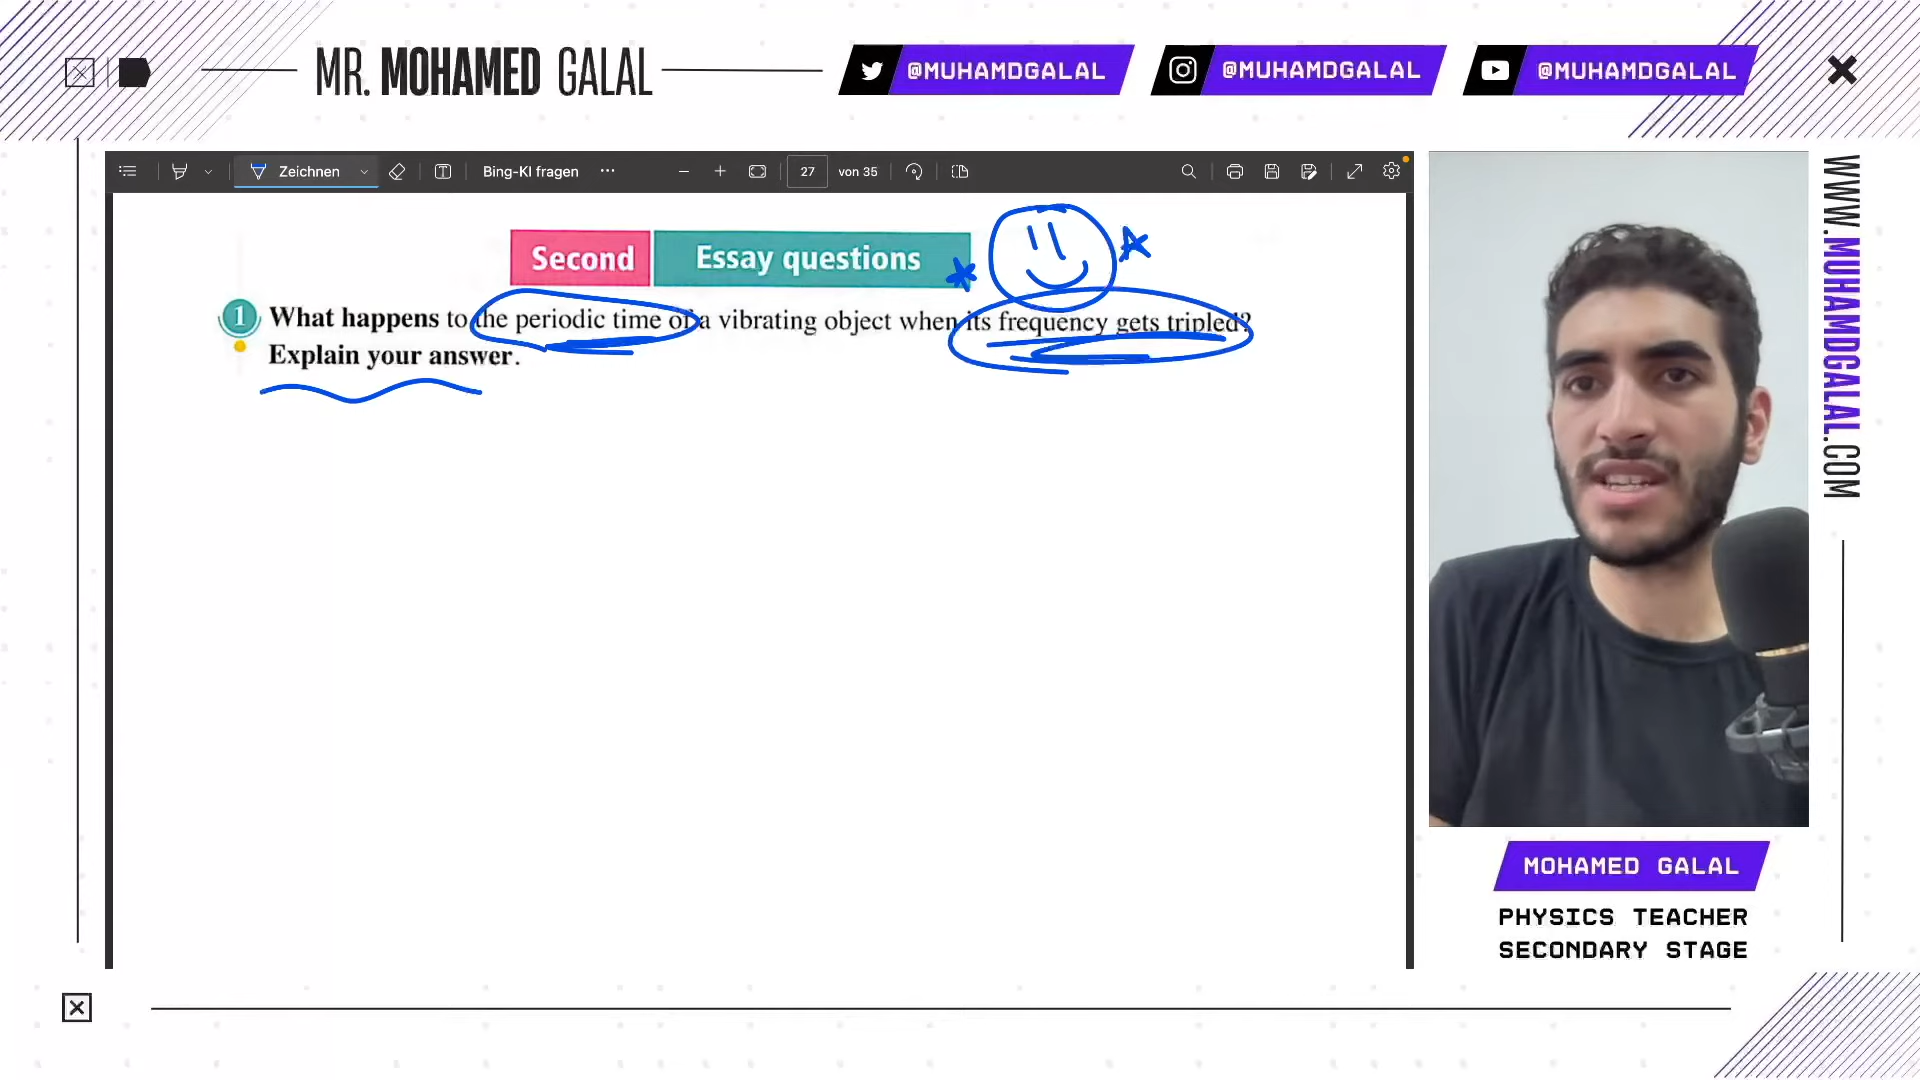 MR. MOHAMED GALAL
@MUHAMDGALAL
@MUHAMDGALAL
@MUHAMDGALAL
Zeichnen
Bing-KI fragen
27
von 35
Second
Essay questions
1
What happens to the periodic time of a vibrating object when its frequency gets tripled?
Explain your answer.
WWW.MUHAMDGALAL.COM
MOHAMED GALAL
PHYSICS TEACHER
SECONDARY STAGE